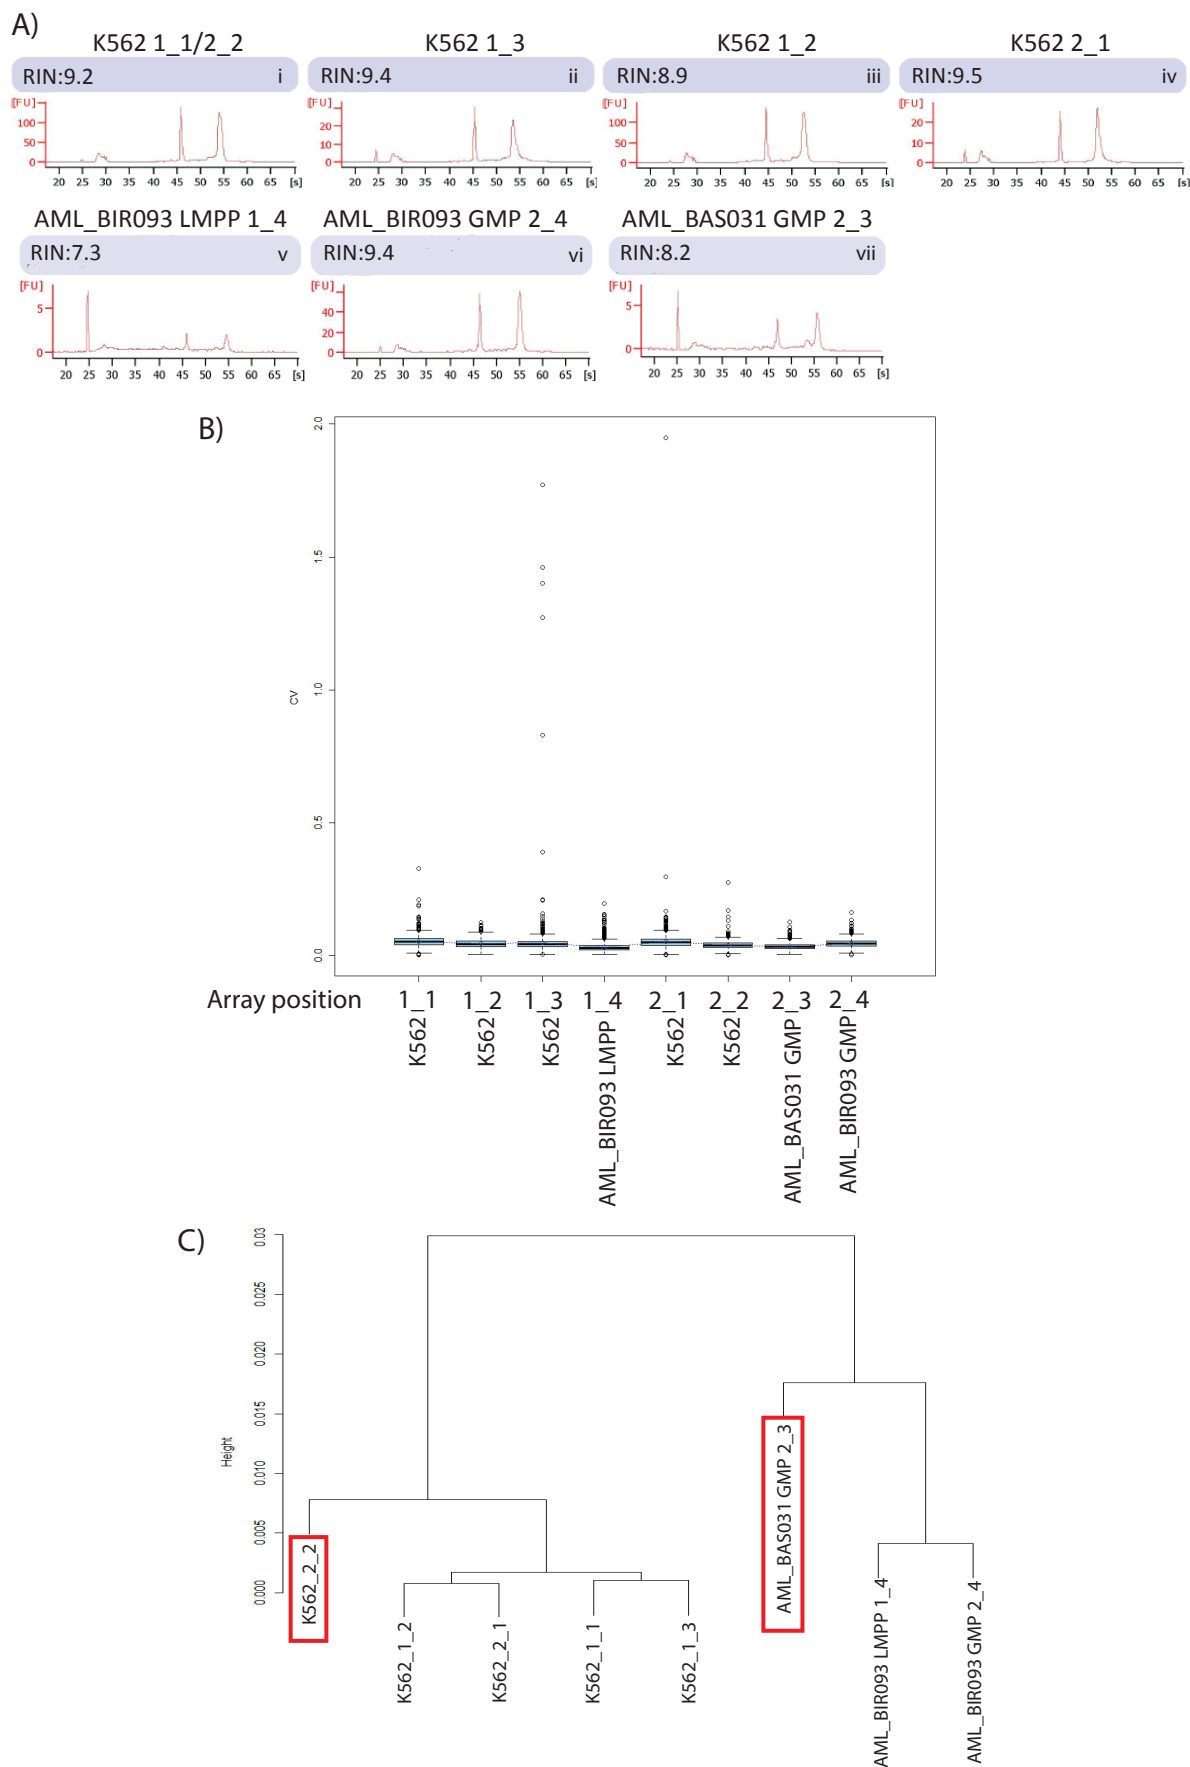 A)
K562 1_1/2_2 K562 1_3 K562 1_2 K562 2_1
RIN:9.2 i RIN:9.4 ii RIN:8.9 iii RIN:9.5 iv
[FU] [FU] [FU] [FU]
100 20 100 20
50 10 50 10
0 0 0 0
20 25 30 35 40 45 50 55 60 65 [s] 20 25 30 35 40 45 50 55 60 65 [s] 20 25 30 35 40 45 50 55 60 65 [s] 20 25 30 35 40 45 50 55 60 65 [s]
AML_BIR093 LMPP 1_4 AML_BIR093 GMP 2_4 AML_BAS031 GMP 2_3
RIN:7.3 v RIN:9.4 vi RIN:8.2 vii
[FU] [FU] [FU]
5 40 5
20
0 0 0
20 25 30 35 40 45 50 55 60 65 [s] 20 25 30 35 40 45 50 55 60 65 [s] 20 25 30 35 40 45 50 55 60 65 [s]
B)
2.0
1.5
1.0
0.5
0.0
CV
Array position 1_1 1_2 1_3 1_4 2_1 2_2 2_3 2_4
K562
K562
K562
AML_BIR093 LMPP
K562
K562
AML_BAS031 GMP
AML_BIR093 GMP
C)
0.03
0.025
0.020
0.015
0.010
0.005
0.000
Height
K562_2_2
K562_1_2
K562_2_1
K562_1_1
K562_1_3
AML_BAS031 GMP 2_3
AML_BIR093 LMPP 1_4
AML_BIR093 GMP 2_4